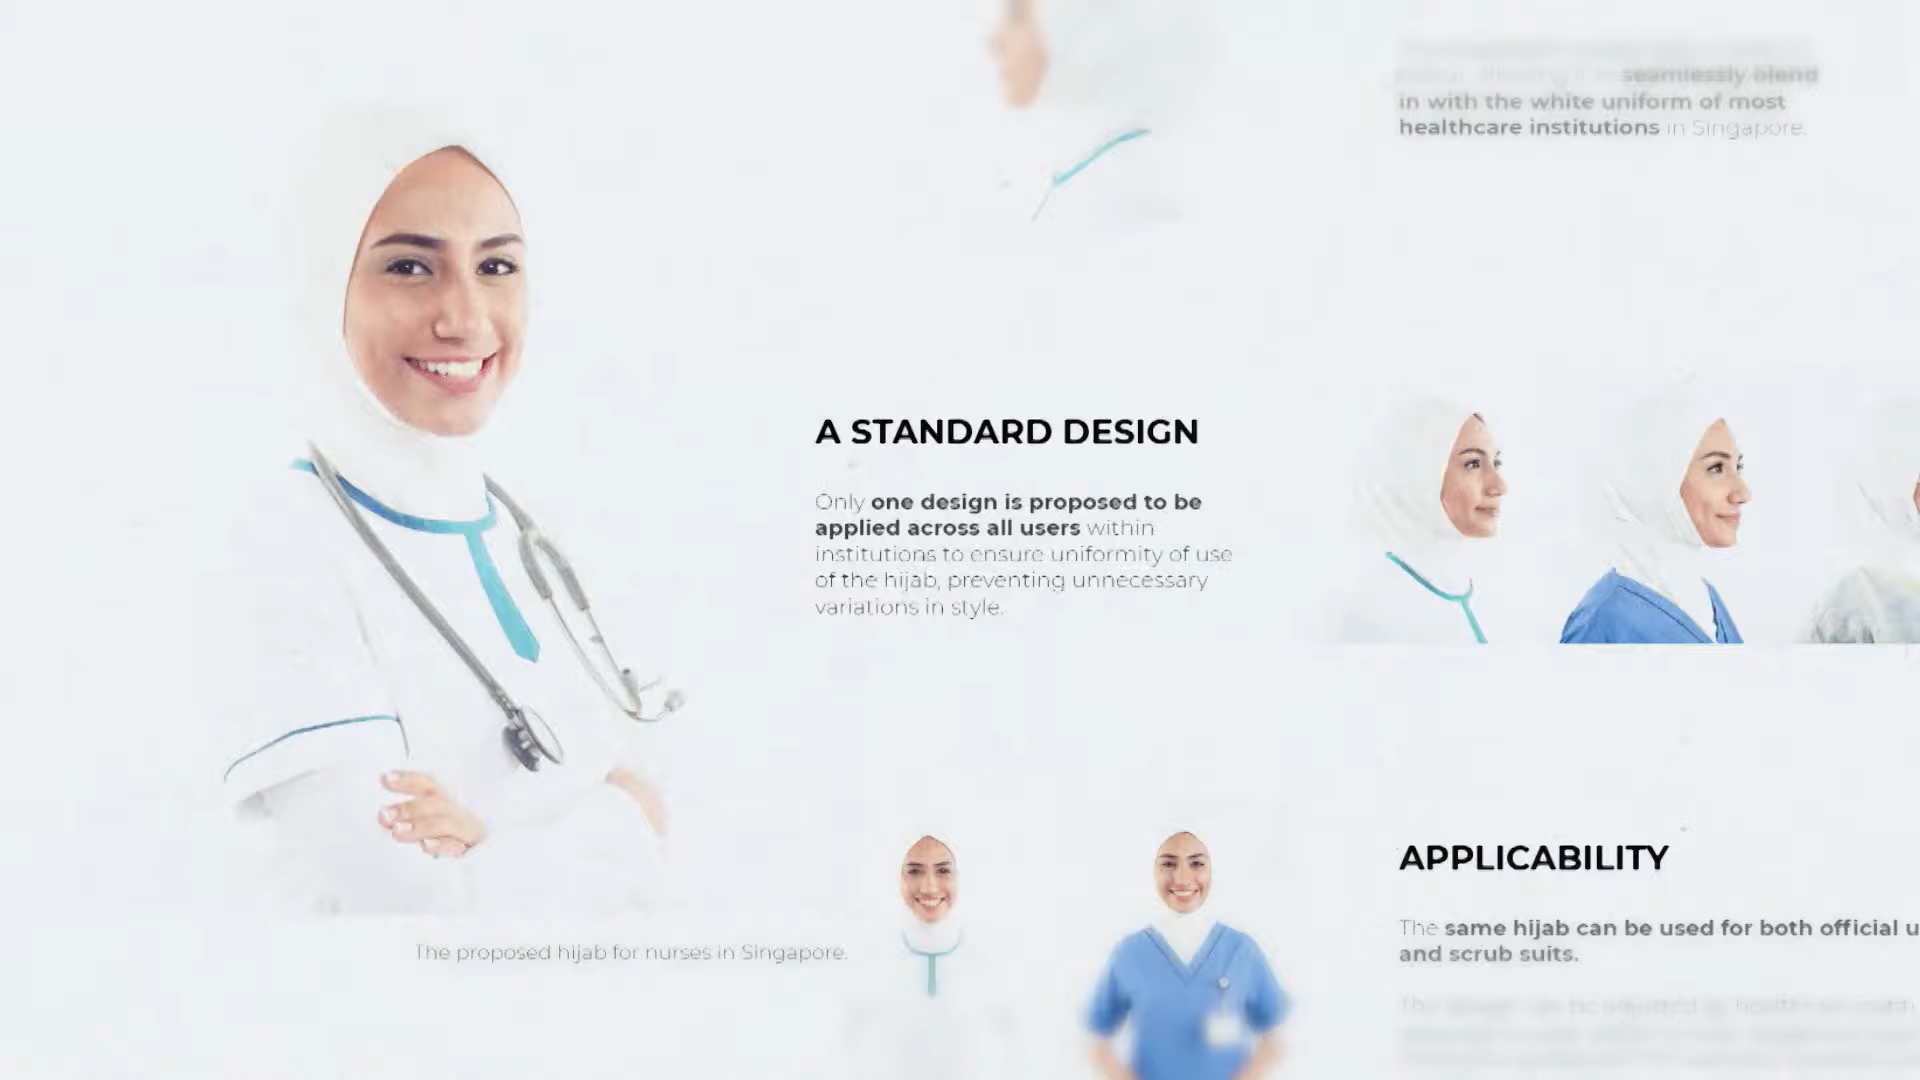 seamlessly blend
in with the white uniform of most
healthcare institutions in Singapore.
A STANDARD DESIGN
Only one design is proposed to be
applied across all users within
institutions to ensure uniformity of use
of the hijab, preventing unnecessary
variations in style.
APPLICABILITY
The same hijab can be used for both official
and scrub suits.
The proposed hijab for nurses in Singapore.